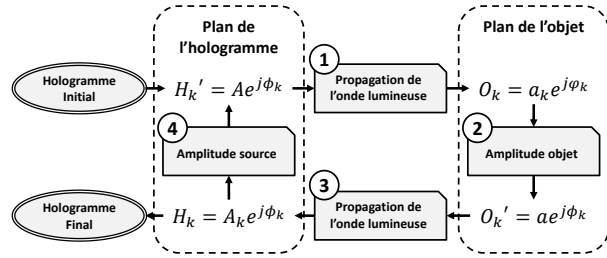 Plan de
l'hologramme
Plan de l'objet
1
Hologramme
Initial
H_k' = Ae^{jϕ_k}
Propagation de
l'onde lumineuse
O_k = a_k e^{jφ_k}
4
Amplitude source
2
Amplitude objet
3
Hologramme
Final
H_k = A_k e^{jϕ_k}
Propagation de
l'onde lumineuse
O_k' = ae^{jϕ_k}